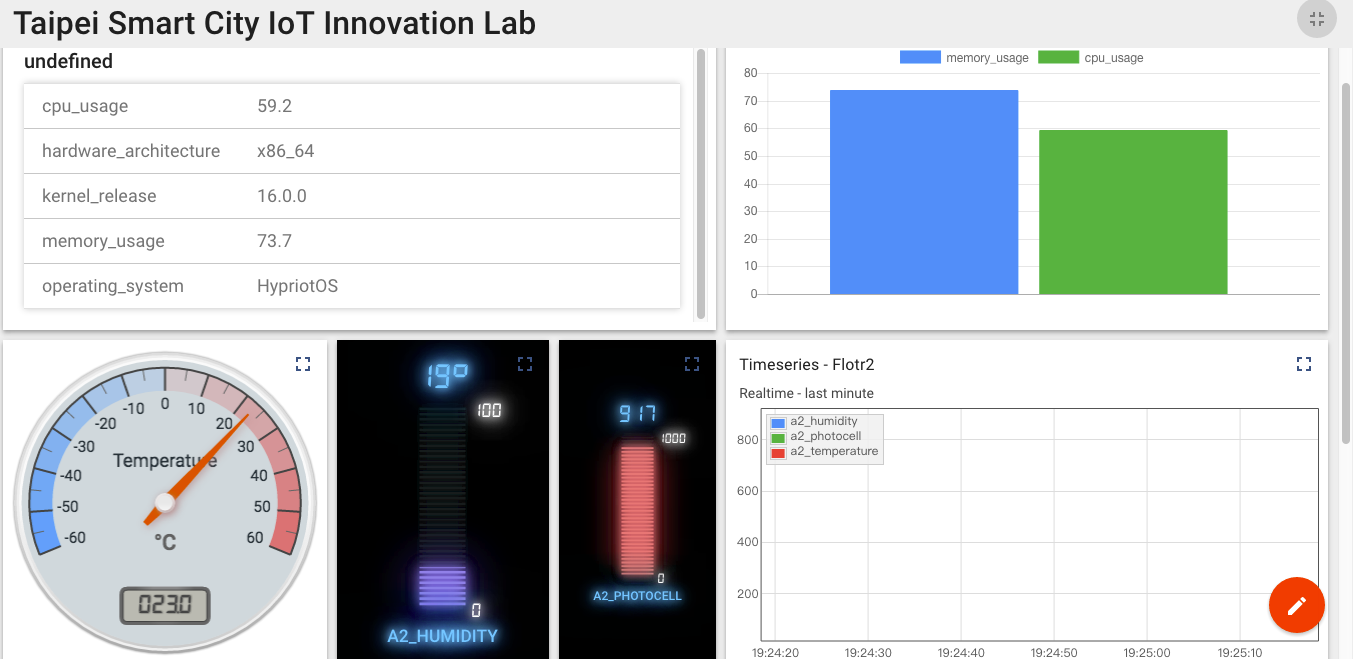 Taipei Smart City IoT Innovation Lab
undefined
cpu_usage 59.2
hardware_architecture x86_64
kernel_release 16.0.0
memory_usage 73.7
operating_system HypriotOS
memory_usage cpu_usage
80
70
60
50
40
30
20
10
0
-60
-50
-40
-30
-20
-10
0
10
20
30
40
50
60
Temperature
°C
023.0
19°
100
0
A2_HUMIDITY
917
1000
0
A2_PHOTOCELL
Timeseries - Flotr2
Realtime - last minute
a2_humidity
a2_photocell
a2_temperature
800
600
400
200
19:24:20 19:24:30 19:24:40 19:24:50 19:25:00 19:25:10